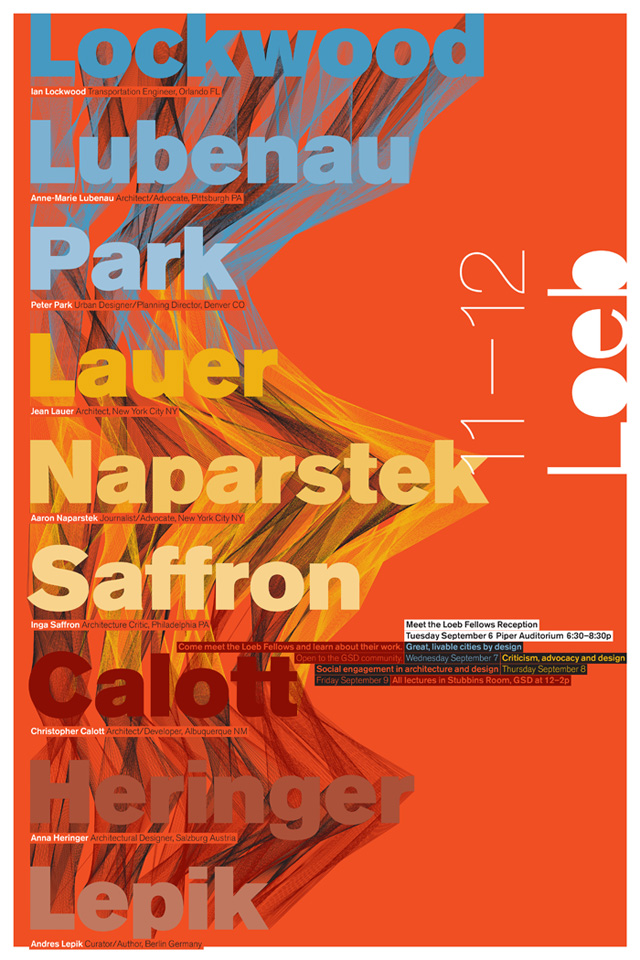 Lockwood
Ian Lockwood Transportation Engineer, Orlando FL
Lubenau
Anne-Marie Lubenau Architect/Advocate, Pittsburgh PA
Park
Peter Park Urban Designer/Planning Director, Denver CO
Lauer
Jean Lauer Architect, New York City NY
Naparstek
Aaron Naparstek Journalist/Advocate, New York City NY
Saffron
Inga Saffron Architecture Critic, Philadelphia PA
Calott
Christopher Calott Architect/Developer, Albuquerque NM
Heringer
Anna Heringer Architectural Designer, Salzburg Austria
Lepik
Andres Lepik Curator/Author, Berlin Germany
11–12
Loeb
Meet the Loeb Fellows Reception
Tuesday September 6 Piper Auditorium 6:30–8:30p
Come meet the Loeb Fellows and learn about their work. Great, livable cities by design
Open to the GSD community. Wednesday September 7 Criticism, advocacy and design
Social engagement in architecture and design Thursday September 8
Friday September 9 All lectures in Stubbins Room, GSD at 12–2p